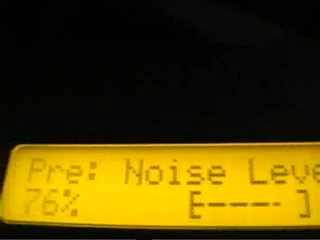 Pre: Noise Leve
76% [---- ]